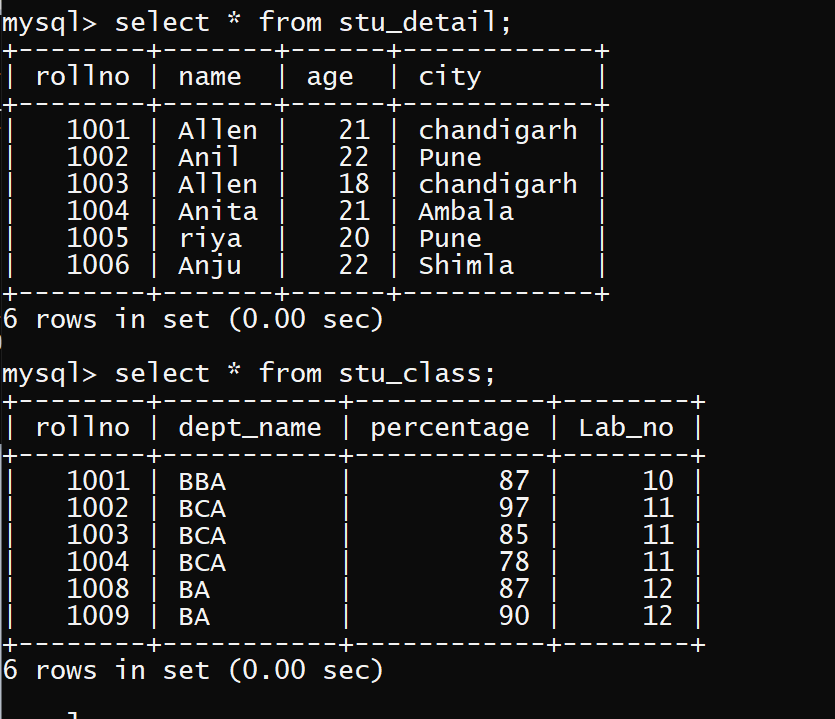 mysql> select * from stu_detail;
+--------+-------+------+------------+
| rollno | name  | age  | city       |
+--------+-------+------+------------+
|   1001 | Allen |   21 | chandigarh |
|   1002 | Anil  |   22 | Pune       |
|   1003 | Allen |   18 | chandigarh |
|   1004 | Anita |   21 | Ambala     |
|   1005 | riya  |   20 | Pune       |
|   1006 | Anju  |   22 | Shimla     |
+--------+-------+------+------------+
6 rows in set (0.00 sec)
mysql> select * from stu_class;
+--------+-----------+------------+--------+
| rollno | dept_name | percentage | Lab_no |
+--------+-----------+------------+--------+
|   1001 | BBA       |         87 |     10 |
|   1002 | BCA       |         97 |     11 |
|   1003 | BCA       |         85 |     11 |
|   1004 | BCA       |         78 |     11 |
|   1008 | BA        |         87 |     12 |
|   1009 | BA        |         90 |     12 |
+--------+-----------+------------+--------+
6 rows in set (0.00 sec)